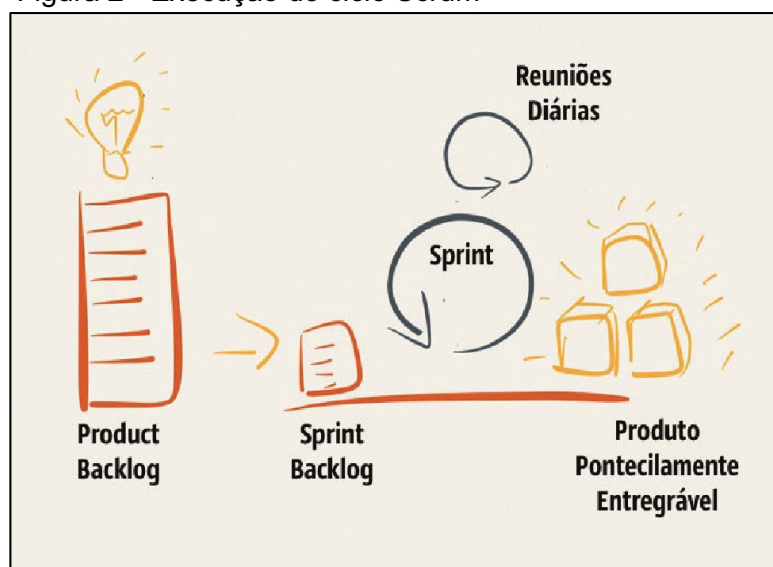 Reuniões
Diárias
Sprint
Product
Backlog
Sprint
Backlog
Produto
Pontecilamente
Entregrável